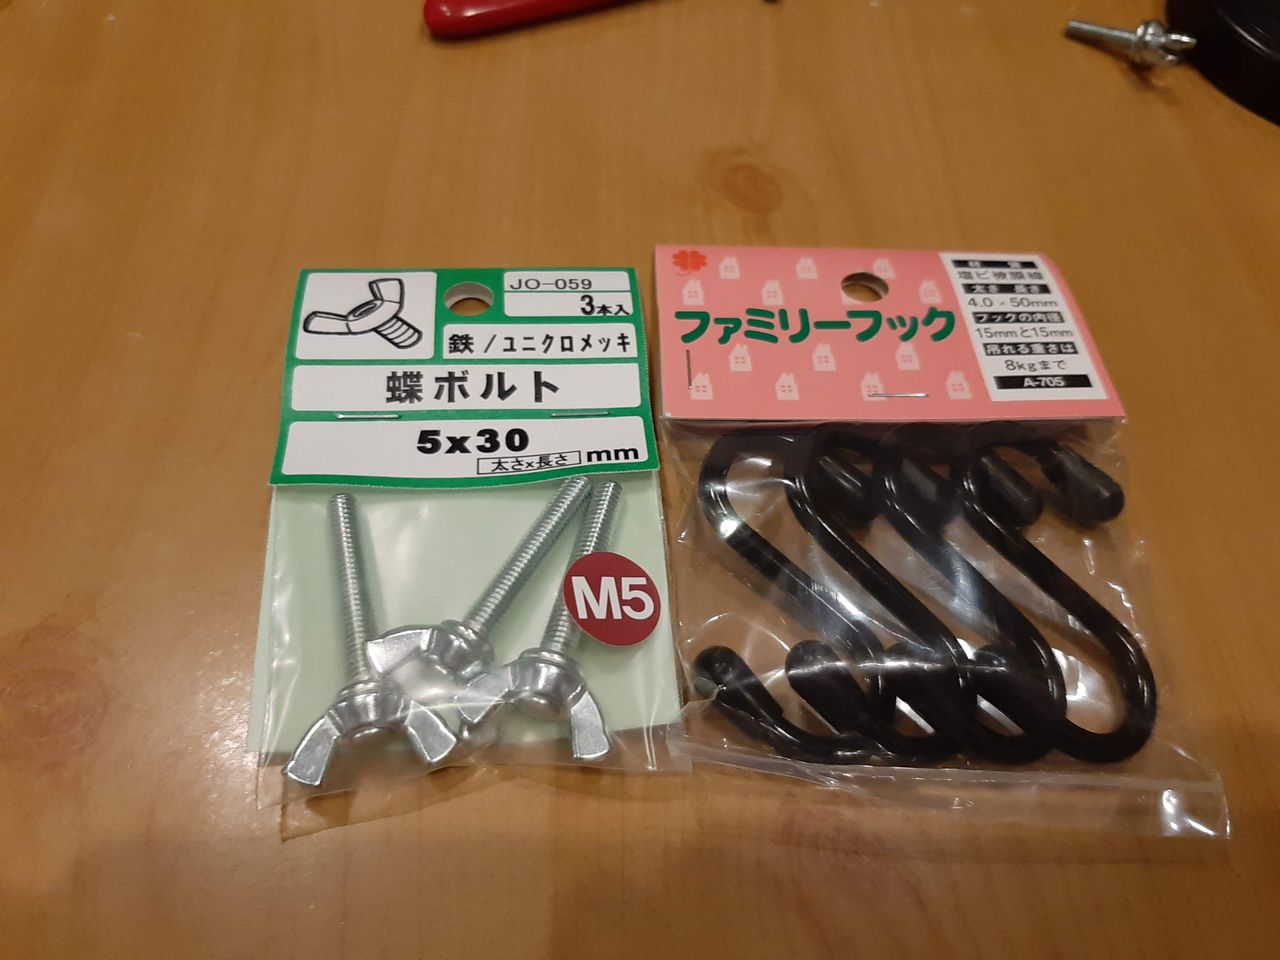 JO-059
3本入
鉄/ユニクロメッキ
蝶ボルト
5x30
太さx長さ mm
M5
ファミリーフック
材質
塩ビ被膜線
太さ 長さ
4.0×50mm
フックの内径
15mmと15mm
吊れる重さは
8kgまで
A-705